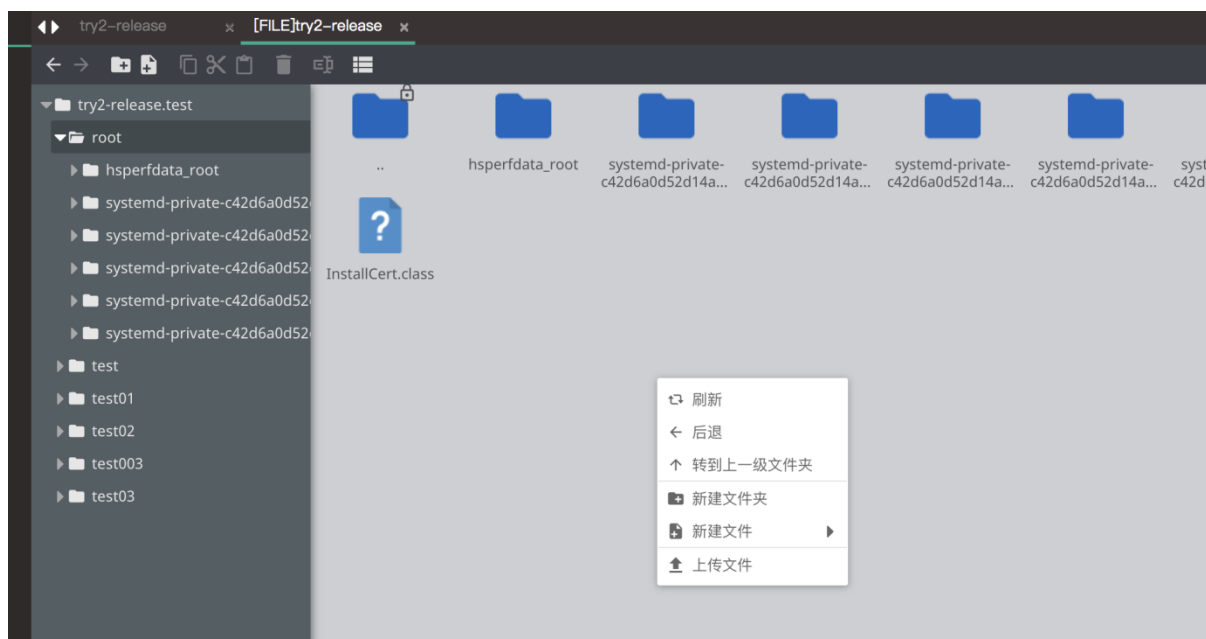 try2-release
[FILE]try2-release
try2-release.test
root
hsperfdata_root
systemd-private-c42d6a0d52
systemd-private-c42d6a0d52
systemd-private-c42d6a0d52
systemd-private-c42d6a0d52
systemd-private-c42d6a0d52
test
test01
test02
test003
test03
..
hsperfdata_root
systemd-private-
c42d6a0d52d14a...
systemd-private-
c42d6a0d52d14a...
systemd-private-
c42d6a0d52d14a...
systemd-private-
c42d6a0d52d14a...
syst
c42d
InstallCert.class
刷新
后退
转到上一级文件夹
新建文件夹
新建文件
上传文件